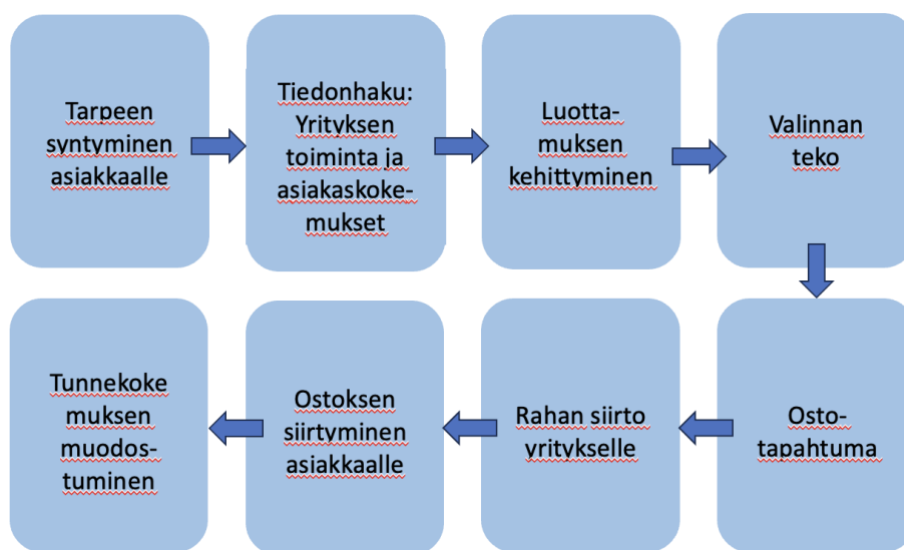 Tarpeen
syntyminen
asiakkaalle
Tiedonhaku:
Yrityksen
toiminta ja
asiakaskoke-
mukset
Luotta-
muksen
kehittyminen
Valinnan
teko
Osto-
tapahtuma
Rahan siirto
yritykselle
Ostoksen
siirtyminen
asiakkaalle
Tunnekoke
muksen
muodos-
tuminen